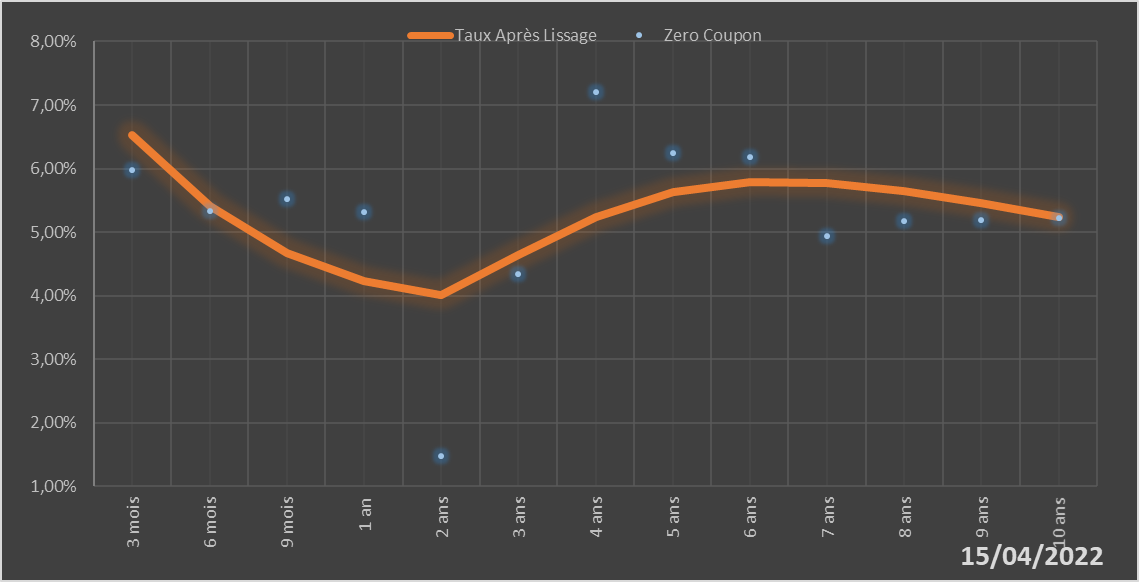 Taux Après Lissage
Zero Coupon
8,00%
7,00%
6,00%
5,00%
4,00%
3,00%
2,00%
1,00%
3 mois
6 mois
9 mois
1 an
2 ans
3 ans
4 ans
5 ans
6 ans
7 ans
8 ans
9 ans
10 ans
15/04/2022